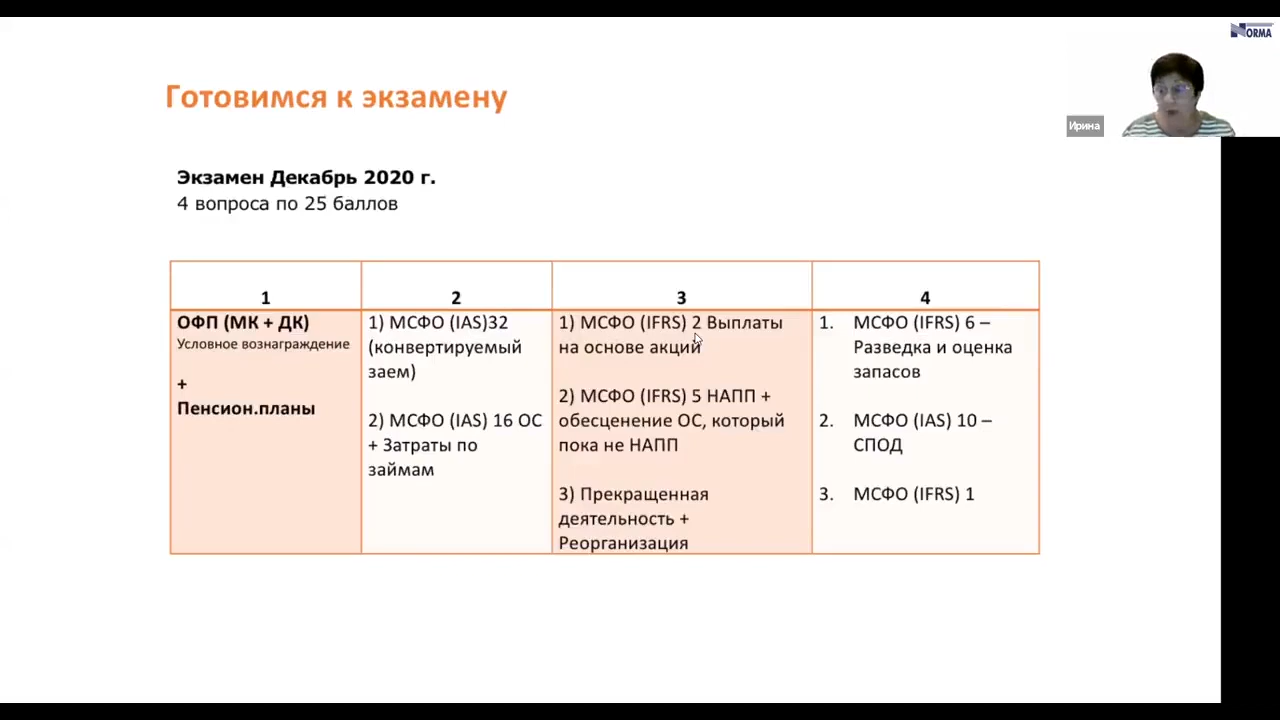 NORMA
Готовимся к экзамену
Ирина
Экзамен Декабрь 2020 г.
4 вопроса по 25 баллов
1
2
3
4
ОФП (МК + ДК)
Условное вознаграждение
+
Пенсион.планы
1) МСФО (IAS)32
(конвертируемый
заем)
2) МСФО (IAS) 16 ОС
+ Затраты по
займам
1) МСФО (IFRS) 2 Выплаты
на основе акций
2) МСФО (IFRS) 5 НАПП +
обесценение ОС, который
пока не НАПП
3) Прекращенная
деятельность +
Реорганизация
1. МСФО (IFRS) 6 –
Разведка и оценка
запасов
2. МСФО (IAS) 10 –
СПОД
3. МСФО (IFRS) 1